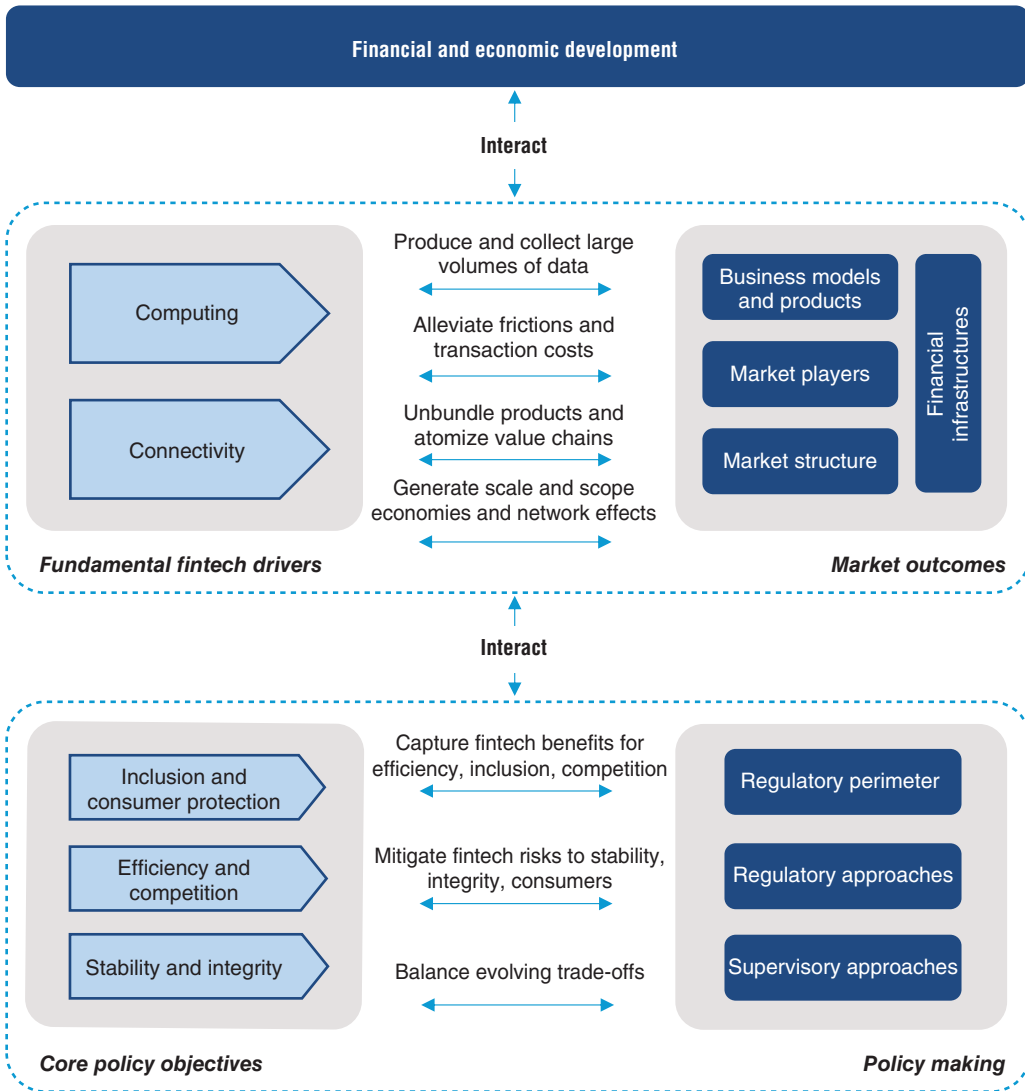 Financial and economic development
Interact
Computing
Connectivity
Fundamental fintech drivers
Produce and collect large
volumes of data
Alleviate frictions and
transaction costs
Unbundle products and
atomize value chains
Generate scale and scope
economies and network effects
Business models
and products
Market players
Market structure
Financial
infrastructures
Market outcomes
Interact
Inclusion and
consumer protection
Efficiency and
competition
Stability and integrity
Core policy objectives
Capture fintech benefits for
efficiency, inclusion, competition
Mitigate fintech risks to stability,
integrity, consumers
Balance evolving trade-offs
Regulatory perimeter
Regulatory approaches
Supervisory approaches
Policy making